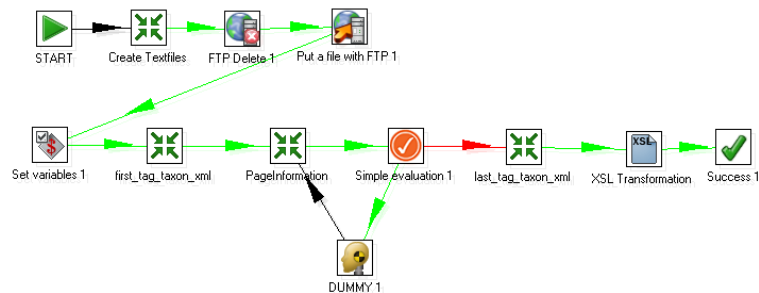 START
Create Textfiles
FTP Delete 1
Put a file with FTP 1
Set variables 1
first_tag_taxon_xml
PageInformation
Simple evaluation 1
last_tag_taxon_xml
XSL
XSL Transformation
Success 1
DUMMY 1